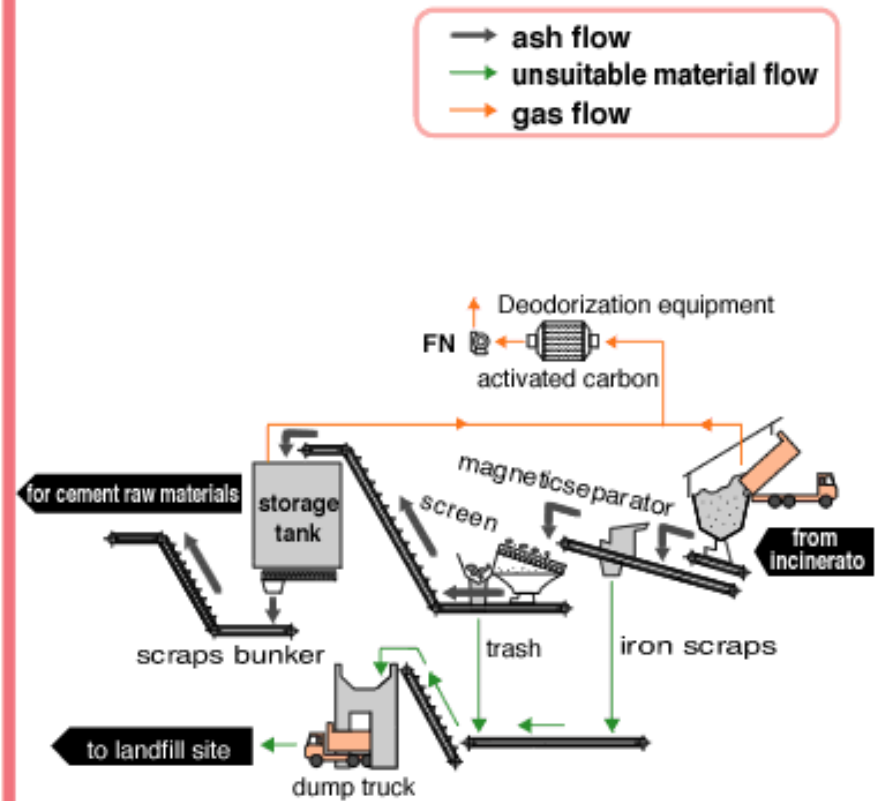 ash flow
unsuitable material flow
gas flow
Deodorization equipment
FN
activated carbon
for cement raw materials
storage
tank
screen
magneticseparator
from
incinerato
scraps bunker
trash
iron scraps
to landfill site
dump truck